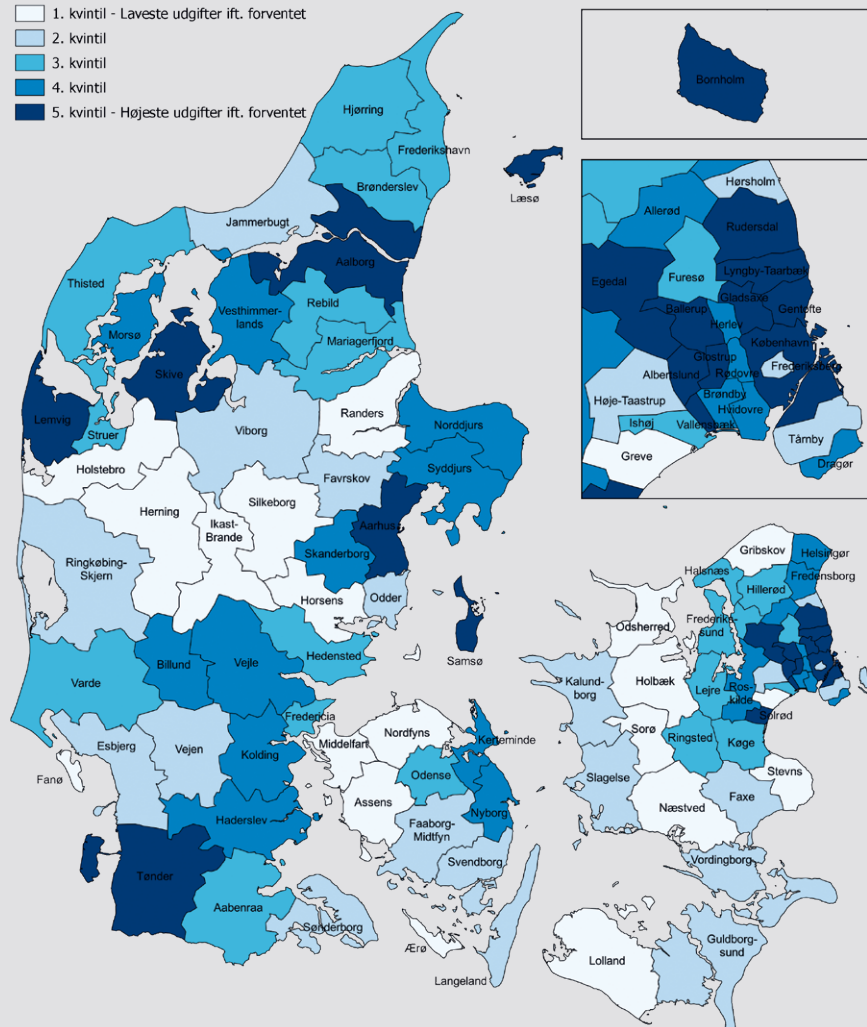 1. kvintil - Laveste udgifter ift. forventet
2. kvintil
3. kvintil
4. kvintil
5. kvintil - Højeste udgifter ift. forventet
Bornholm
Hjørring
Frederikshavn
Brønderslev
Læsø
Jammerbugt
Aalborg
Thisted
Vesthimmer-
lands
Rebild
Morsø
Mariagerfjord
Skive
Lemvig
Struer
Viborg
Randers
Norddjurs
Syddjurs
Holstebro
Favrskov
Herning
Ikast-
Brande
Silkeborg
Aarhus
Skanderborg
Ringkøbing-
Skjern
Horsens
Odder
Samsø
Hedensted
Varde
Billund
Vejle
Fredericia
Esbjerg
Vejen
Kolding
Fanø
Haderslev
Tønder
Aabenraa
Sønderborg
Middelfart
Nordfyns
Kerteminde
Odense
Assens
Nyborg
Faaborg-
Midtfyn
Svendborg
Ærø
Langeland
Hørsholm
Allerød
Rudersdal
Egedal
Furesø
Lyngby-Taarbæk
Gladsaxe
Ballerup
Gentofte
Herlev
København
Glostrup
Frederiksberg
Albertslund
Rødovre
Høje-Taastrup
Brøndby
Hvidovre
Ishøj
Vallensbæk
Tårnby
Greve
Dragør
Gribskov
Helsingør
Halsnæs
Fredensborg
Hillerød
Odsherred
Frederiks-
sund
Kalund-
borg
Holbæk
Lejre
Ros-
kilde
Solrød
Sorø
Ringsted
Køge
Stevns
Slagelse
Næstved
Faxe
Vordingborg
Guldborg-
sund
Lolland